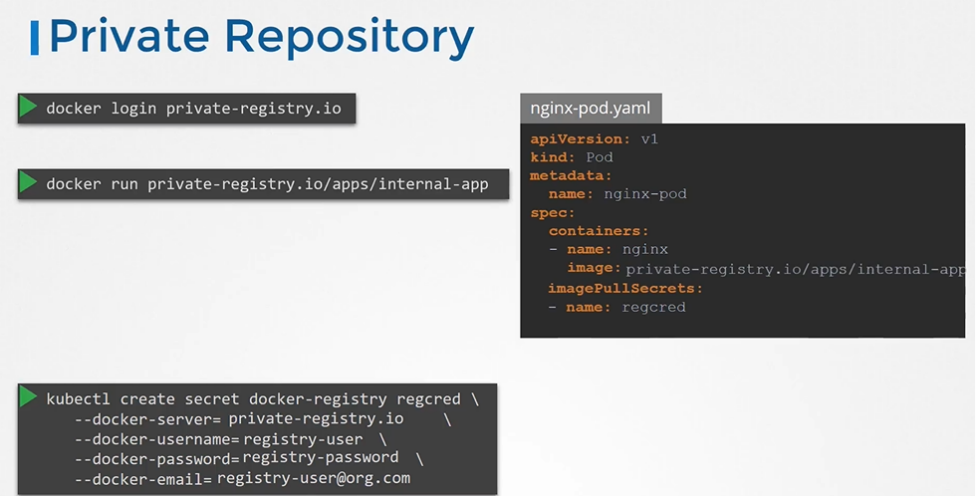 Private Repository
docker login private-registry.io
docker run private-registry.io/apps/internal-app
nginx-pod.yaml
apiVersion: v1
kind: Pod
metadata:
  name: nginx-pod
spec:
  containers:
  - name: nginx
    image: private-registry.io/apps/internal-app
  imagePullSecrets:
  - name: regcred
kubectl create secret docker-registry regcred \
  --docker-server= private-registry.io \
  --docker-username= registry-user \
  --docker-password= registry-password \
  --docker-email= registry-user@org.com